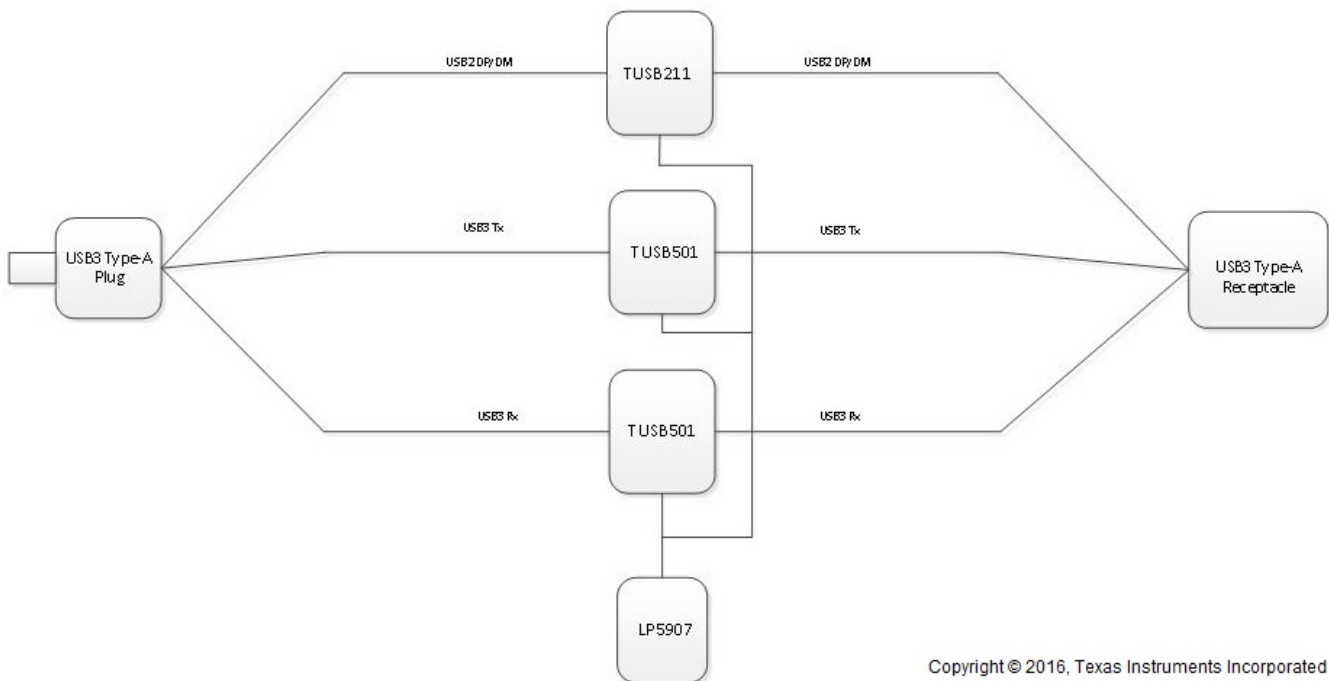 USB2 DP/DM
TUSB211
USB2 DP/DM
USB3 Tx
TUSB501
USB3 Tx
USB3 Type-A
Plug
USB3 Type-A
Receptacle
USB3 Rx
TUSB501
USB3 Rx
LP5907
Copyright © 2016, Texas Instruments Incorporated